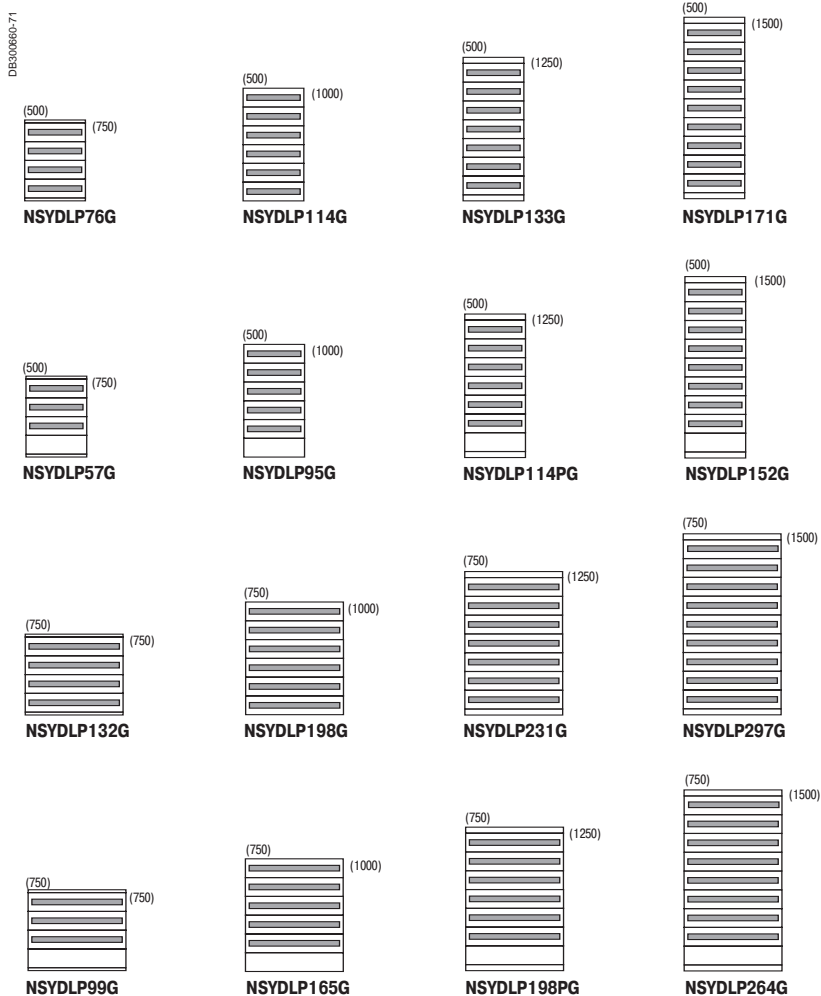 DB300660-71
(500)
(750)
NSYDLP76G
(500)
(1000)
NSYDLP114G
(500)
(1250)
NSYDLP133G
(500)
(1500)
NSYDLP171G
(500)
(750)
NSYDLP57G
(500)
(1000)
NSYDLP95G
(500)
(1250)
NSYDLP114PG
(500)
(1500)
NSYDLP152G
(750)
(750)
NSYDLP132G
(750)
(1000)
NSYDLP198G
(750)
(1250)
NSYDLP231G
(750)
(1500)
NSYDLP297G
(750)
(750)
NSYDLP99G
(750)
(1000)
NSYDLP165G
(750)
(1250)
NSYDLP198PG
(750)
(1500)
NSYDLP264G